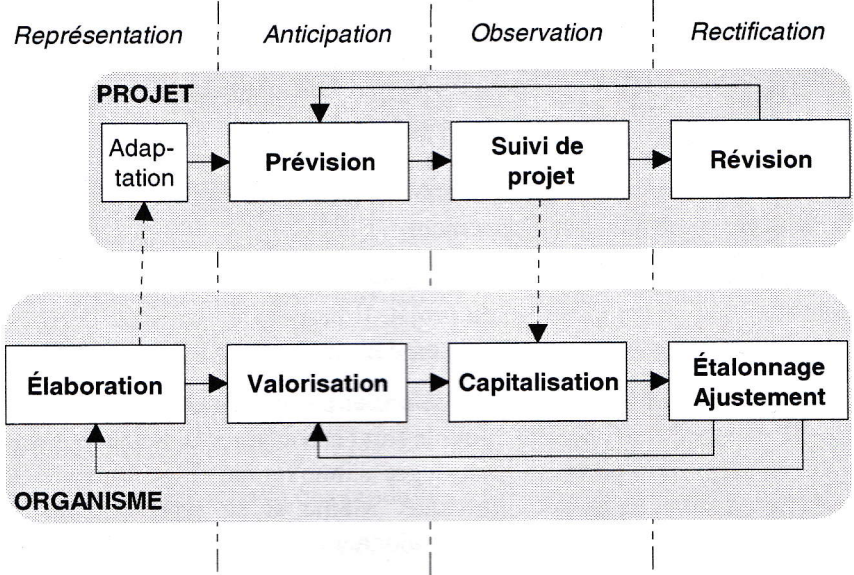 Représentation
Anticipation
Observation
Rectification
PROJET
Adap-
tation
Prévision
Suivi de
projet
Révision
Élaboration
Valorisation
Capitalisation
Étalonnage
Ajustement
ORGANISME